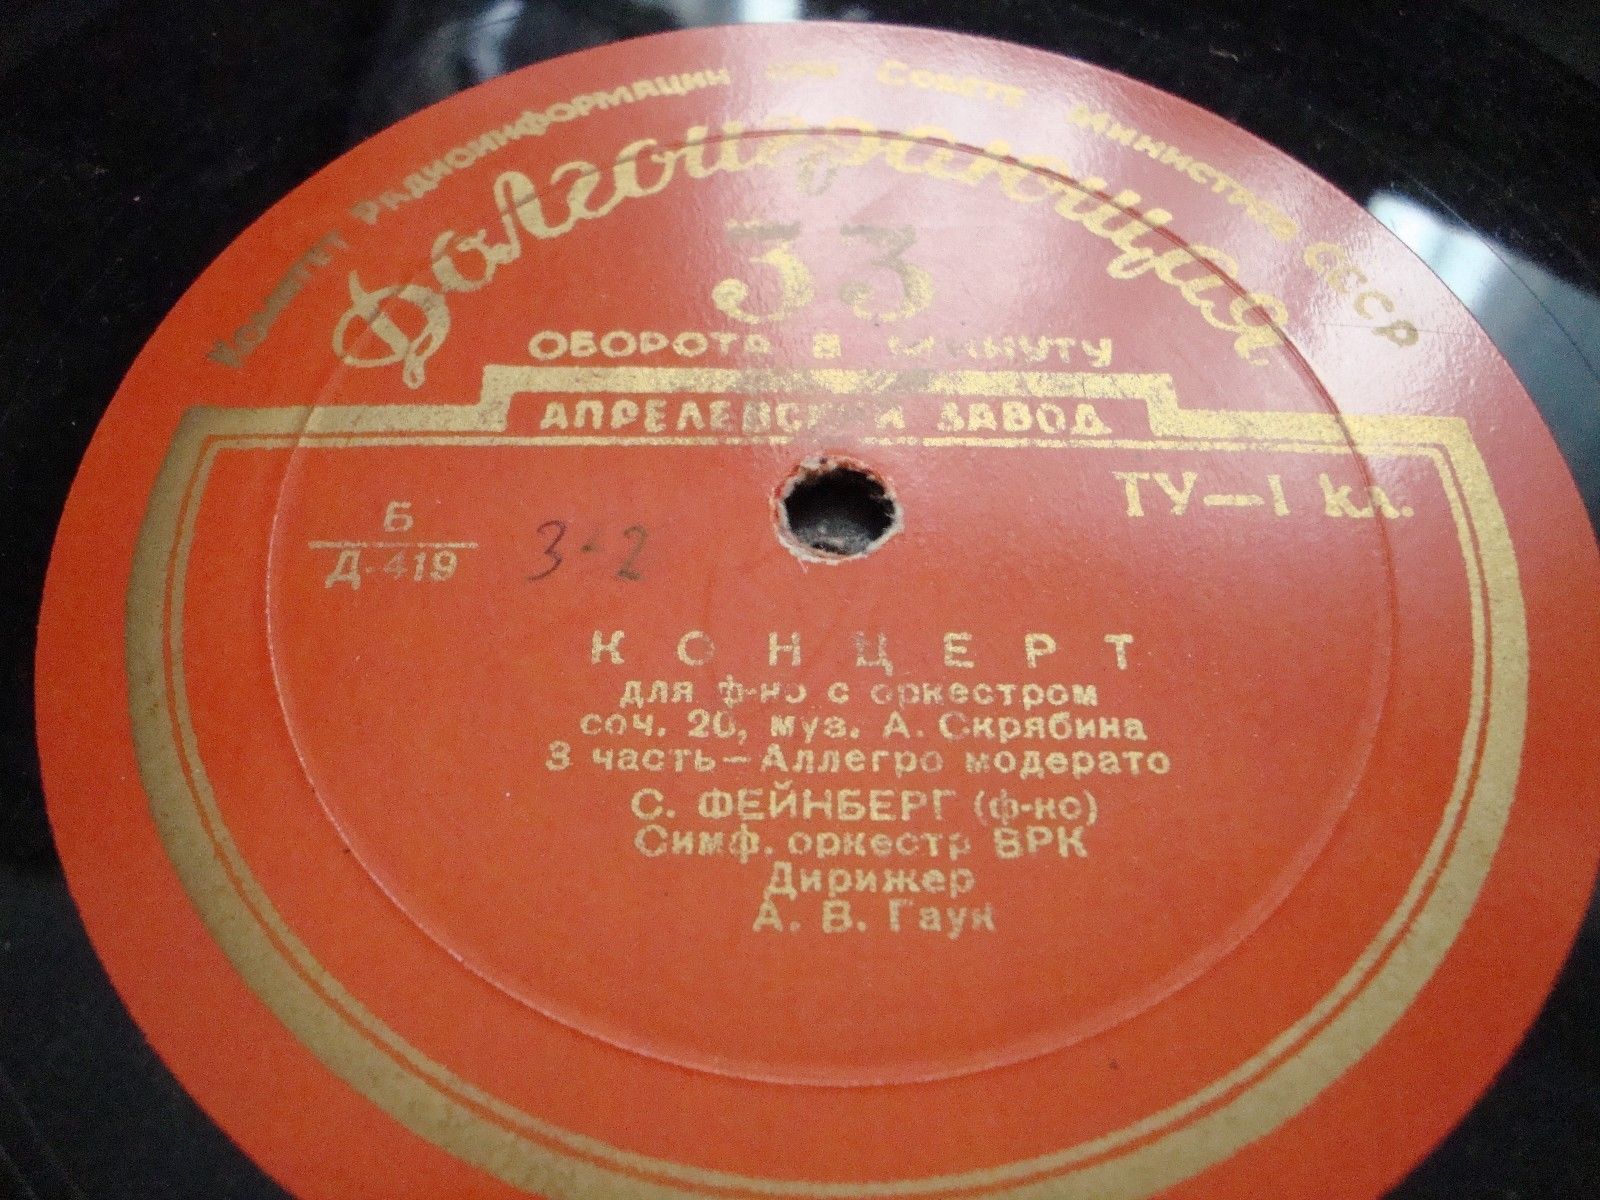 Комитет Радиоинформации при Совете Министров СССР
Долгоиграющая
33
ОБОРОТА В МИНУТУ
АПРЕЛЕВСКИЙ ЗАВОД
ТУ—1 кл.
Б
Д-419
3-2
КОНЦЕРТ
для ф-но с оркестром
соч. 20, муз. А. Скрябина
3 часть — Аллегро модерато
С. ФЕЙНБЕРГ (ф-но)
Симф. оркестр ВРК
Дирижер
А. В. Гаук